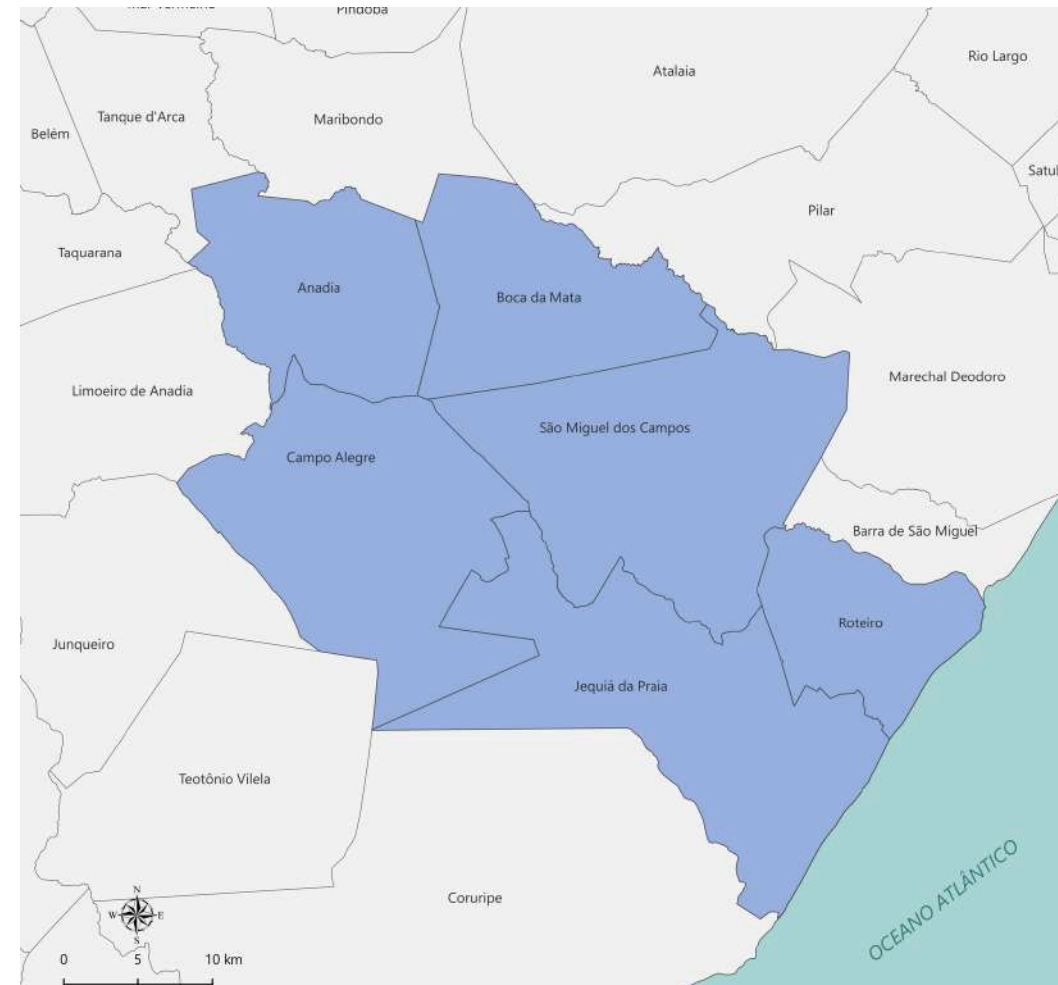 Pindoba
Rio Largo
Atalaia
Tanque d'Arca
Maribondo
Belém
Pilar
Taquarana
Anadia
Boca da Mata
Marechal Deodoro
Limoeiro de Anadia
São Miguel dos Campos
Campo Alegre
Barra de São Miguel
Roteiro
Junqueiro
Jequiá da Praia
Teotônio Vilela
Coruripe
OCEANO ATLÂNTICO
N
W E
S
0 5 10 km